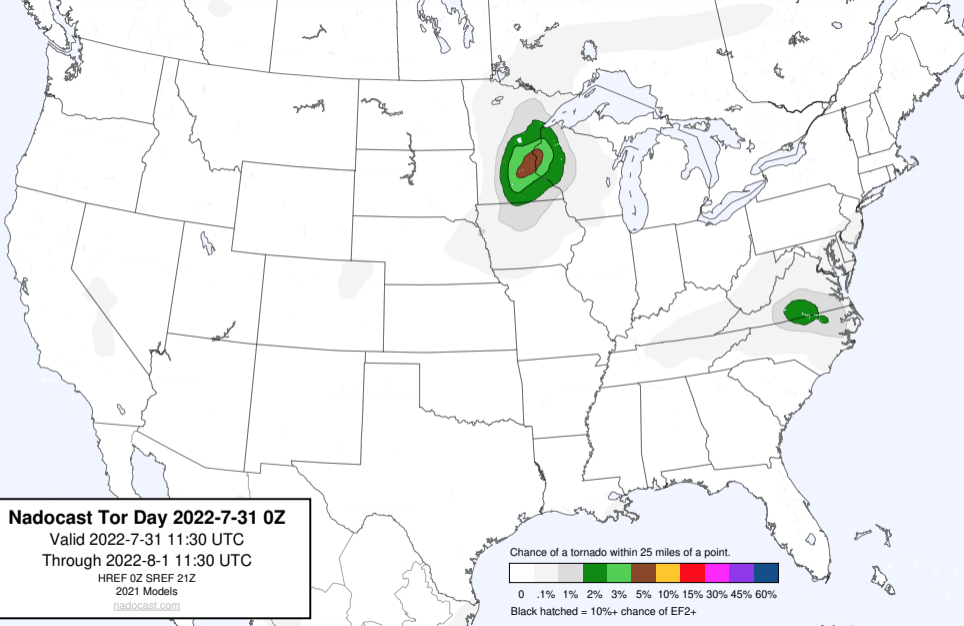 Nadocast Tor Day 2022-7-31 0Z
Valid 2022-7-31 11:30 UTC
Through 2022-8-1 11:30 UTC
HREF 0Z SREF 21Z
2021 Models
nadocast.com
Chance of a tornado within 25 miles of a point.
0 .1% 1% 2% 3% 5% 10% 15% 30% 45% 60%
Black hatched = 10%+ chance of EF2+